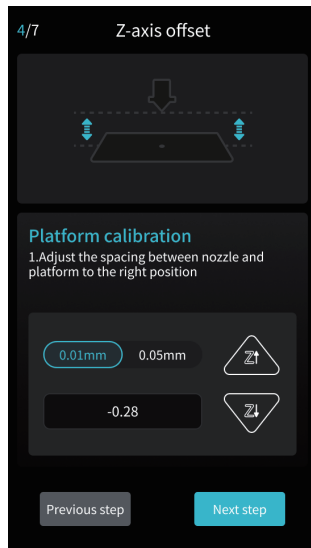 4/7 Z-axis offset
Platform calibration
1.Adjust the spacing between nozzle and
platform to the right position
0.01mm 0.05mm Z↑
-0.28 Z↓
Previous step Next step